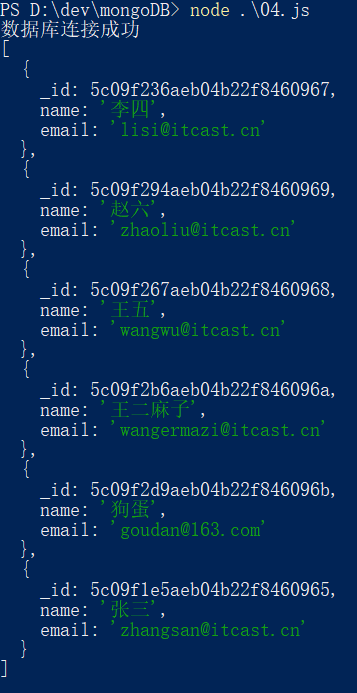 PS D:\dev\mongoDB> node .\04.js
数据库连接成功
[
  {
    _id: 5c09f236aeb04b22f8460967,
    name: '李四',
    email: 'lisi@itcast.cn'
  },
  {
    _id: 5c09f294aeb04b22f8460969,
    name: '赵六',
    email: 'zhaoliu@itcast.cn'
  },
  {
    _id: 5c09f267aeb04b22f8460968,
    name: '王五',
    email: 'wangwu@itcast.cn'
  },
  {
    _id: 5c09f2b6aeb04b22f846096a,
    name: '王二麻子',
    email: 'wangermazi@itcast.cn'
  },
  {
    _id: 5c09f2d9aeb04b22f846096b,
    name: '狗蛋',
    email: 'goudan@163.com'
  },
  {
    _id: 5c09f1e5aeb04b22f8460965,
    name: '张三',
    email: 'zhangsan@itcast.cn'
  }
]